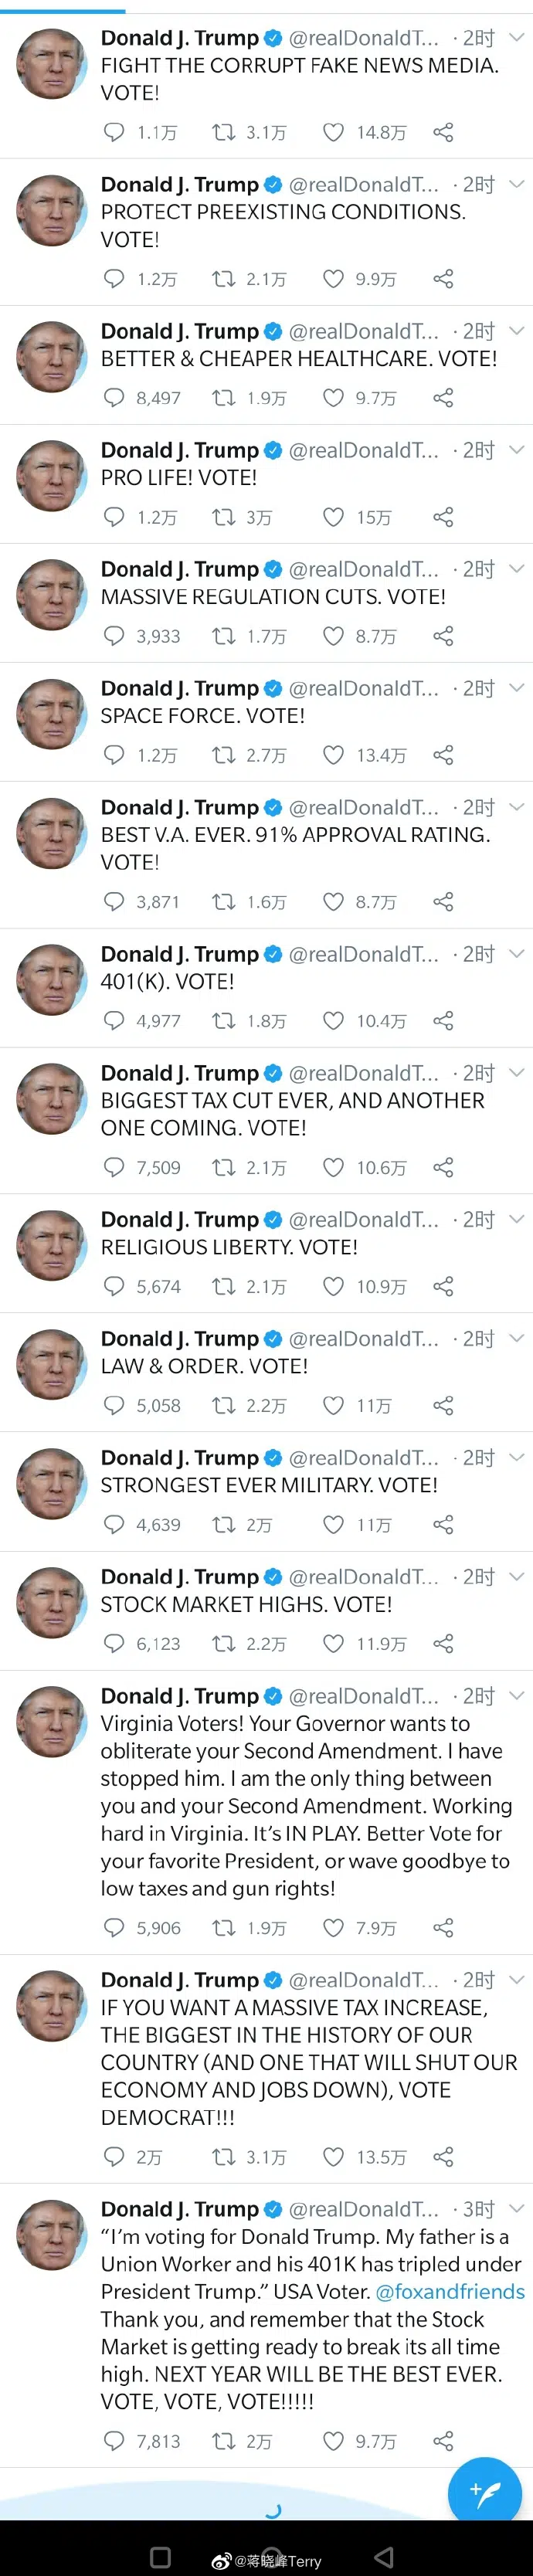 Donald J. Trump @realDonaldT... · 2时
FIGHT THE CORRUPT FAKE NEWS MEDIA.
VOTE!
1.1万 3.1万 14.8万
Donald J. Trump @realDonaldT... · 2时
PROTECT PREEXISTING CONDITIONS.
VOTE!
1.2万 2.1万 9.9万
Donald J. Trump @realDonaldT... · 2时
BETTER & CHEAPER HEALTHCARE. VOTE!
8,497 1.9万 9.7万
Donald J. Trump @realDonaldT... · 2时
PRO LIFE! VOTE!
1.2万 3万 15万
Donald J. Trump @realDonaldT... · 2时
MASSIVE REGULATION CUTS. VOTE!
3,933 1.7万 8.7万
Donald J. Trump @realDonaldT... · 2时
SPACE FORCE. VOTE!
1.2万 2.7万 13.4万
Donald J. Trump @realDonaldT... · 2时
BEST V.A. EVER. 91% APPROVAL RATING.
VOTE!
3,871 1.6万 8.7万
Donald J. Trump @realDonaldT... · 2时
401(K). VOTE!
4,977 1.8万 10.4万
Donald J. Trump @realDonaldT... · 2时
BIGGEST TAX CUT EVER, AND ANOTHER
ONE COMING. VOTE!
7,509 2.1万 10.6万
Donald J. Trump @realDonaldT... · 2时
RELIGIOUS LIBERTY. VOTE!
5,674 2.1万 10.9万
Donald J. Trump @realDonaldT... · 2时
LAW & ORDER. VOTE!
5,058 2.2万 11万
Donald J. Trump @realDonaldT... · 2时
STRONGEST EVER MILITARY. VOTE!
4,639 2万 11万
Donald J. Trump @realDonaldT... · 2时
STOCK MARKET HIGHS. VOTE!
6,123 2.2万 11.9万
Donald J. Trump @realDonaldT... · 2时
Virginia Voters! Your Governor wants to
obliterate your Second Amendment. I have
stopped him. I am the only thing between
you and your Second Amendment. Working
hard in Virginia. It's IN PLAY. Better Vote for
your favorite President, or wave goodbye to
low taxes and gun rights!
5,906 1.9万 7.9万
Donald J. Trump @realDonaldT... · 2时
IF YOU WANT A MASSIVE TAX INCREASE,
THE BIGGEST IN THE HISTORY OF OUR
COUNTRY (AND ONE THAT WILL SHUT OUR
ECONOMY AND JOBS DOWN), VOTE
DEMOCRAT!!!
2万 3.1万 13.5万
Donald J. Trump @realDonaldT... · 3时
“I'm voting for Donald Trump. My father is a
Union Worker and his 401K has tripled under
President Trump.” USA Voter. @foxandfriends
Thank you, and remember that the Stock
Market is getting ready to break its all time
high. NEXT YEAR WILL BE THE BEST EVER.
VOTE, VOTE, VOTE!!!!!
7,813 2万 9.7万
@蒋晓峰Terry